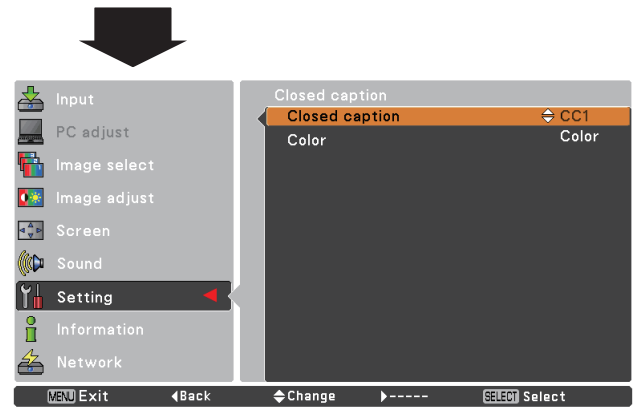 Input
PC adjust
Image select
Image adjust
Screen
Sound
Setting
Information
Network
Closed caption
Closed caption CC1
Color Color
MENU Exit Back Change ----- SELECT Select